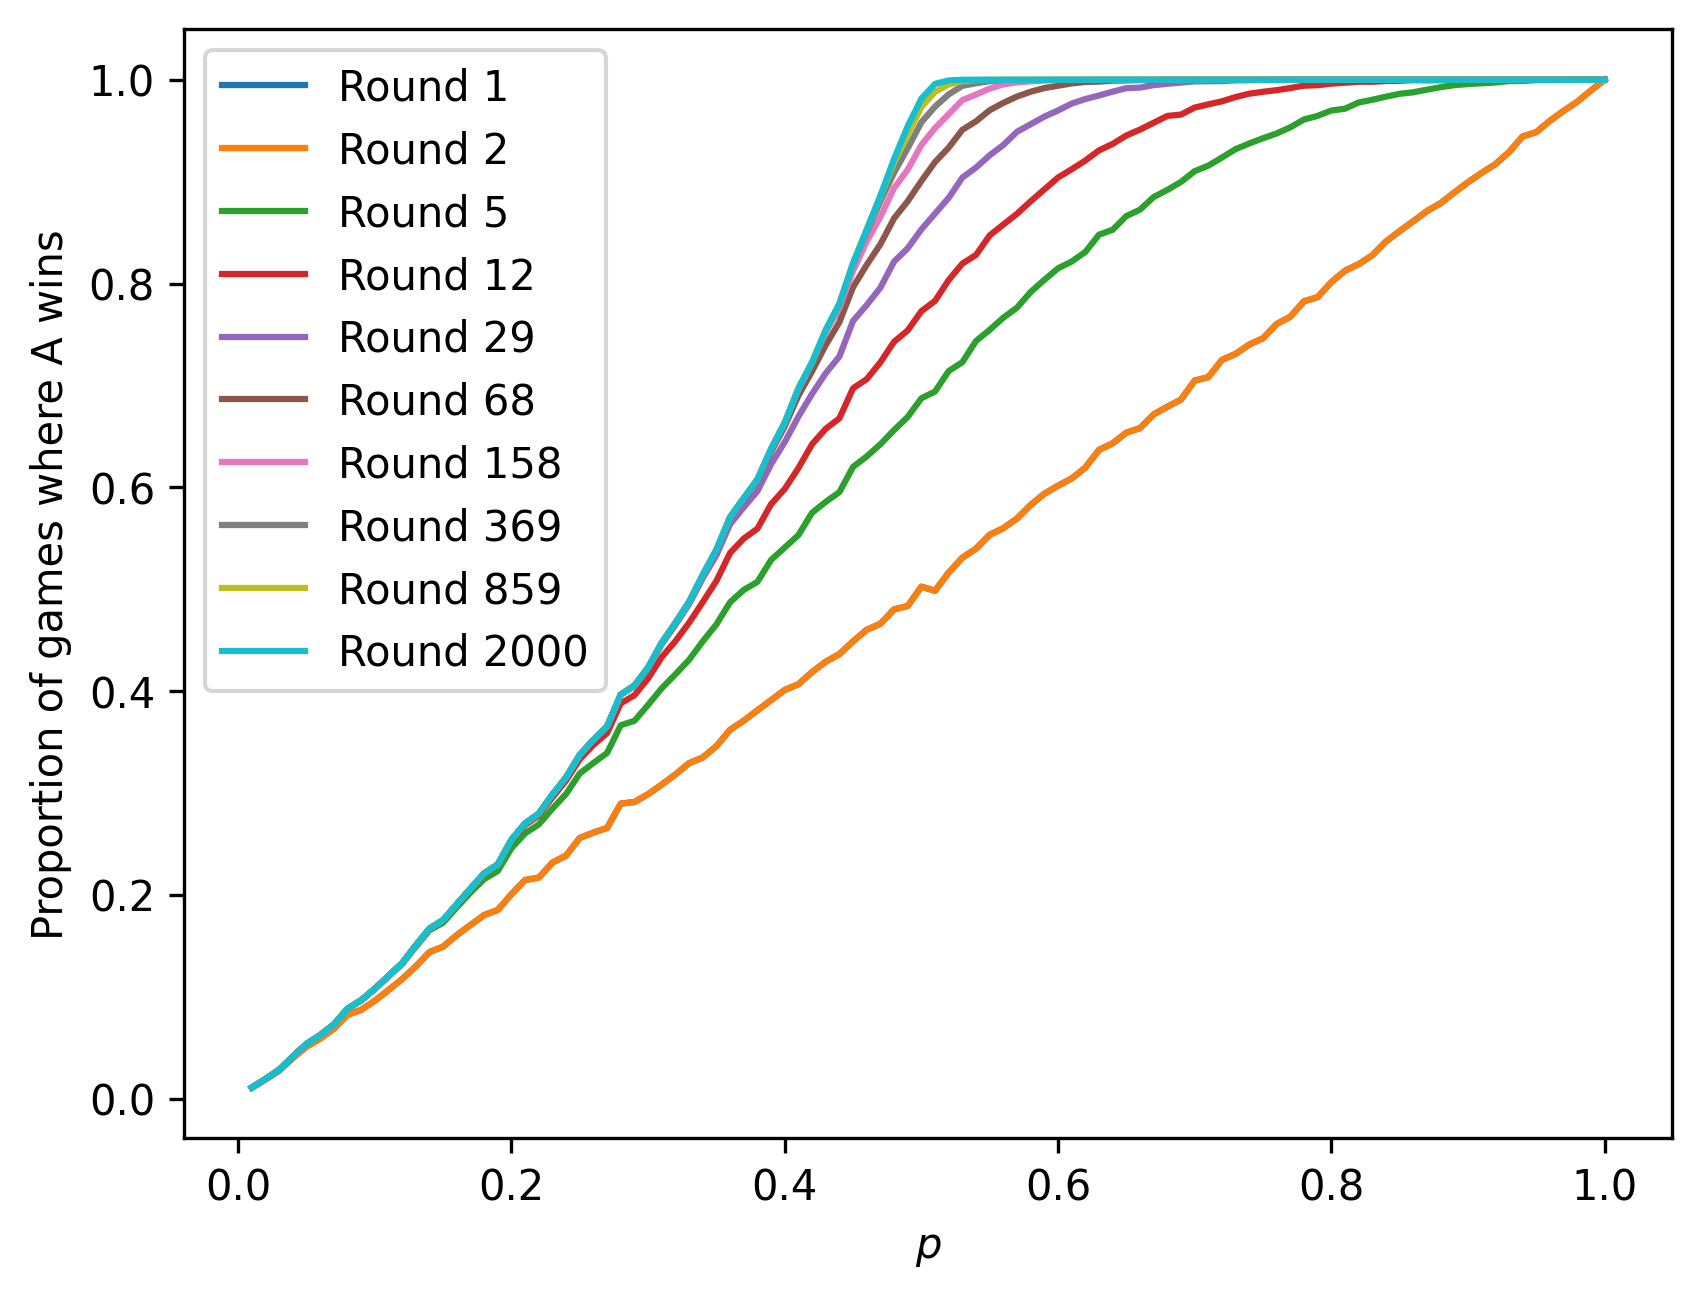 Proportion of games where A wins
1.0
0.8
0.6
0.4
0.2
0.0
Round 1
Round 2
Round 5
Round 12
Round 29
Round 68
Round 158
Round 369
Round 859
Round 2000
0.0 0.2 0.4 0.6 0.8 1.0
p